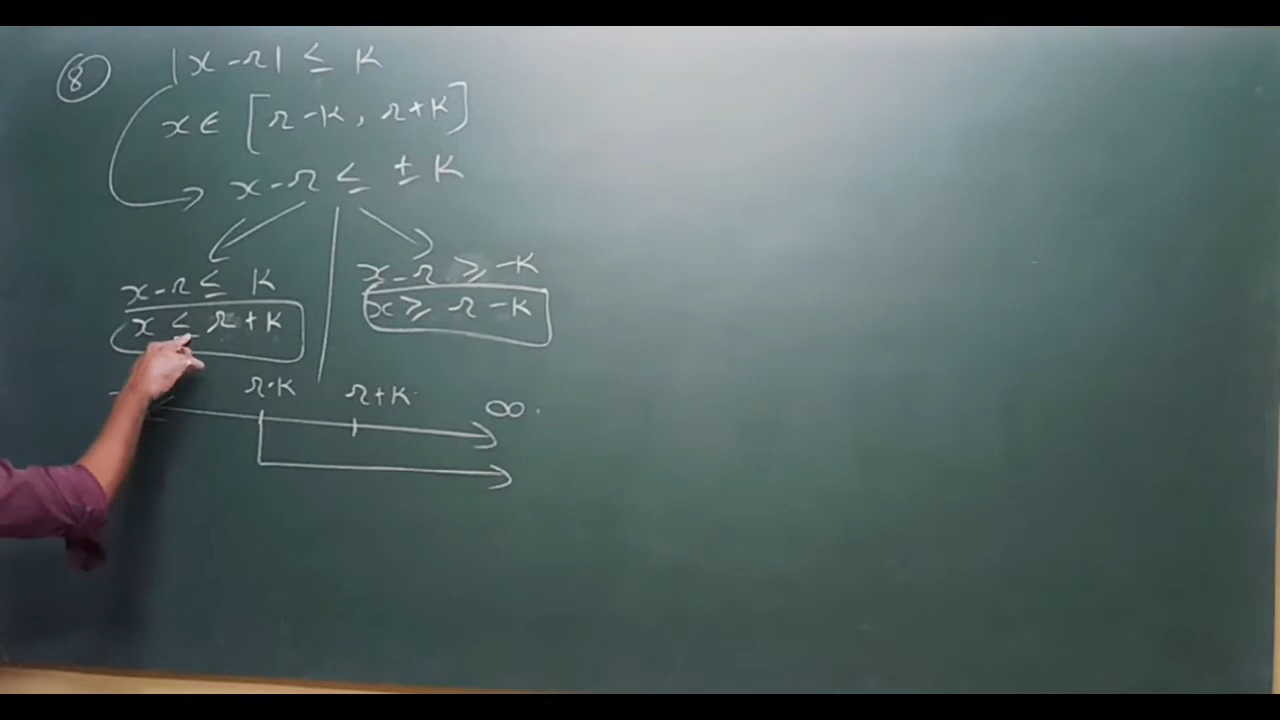 ⑧ |x-r| ≤ K
x ∈ [r-K, r+K]
x-r ≤ ± K
x-r ≤ K
x ≤ r+K
x-r ≥ -K
x ≥ r-K
r-K r+K ∞